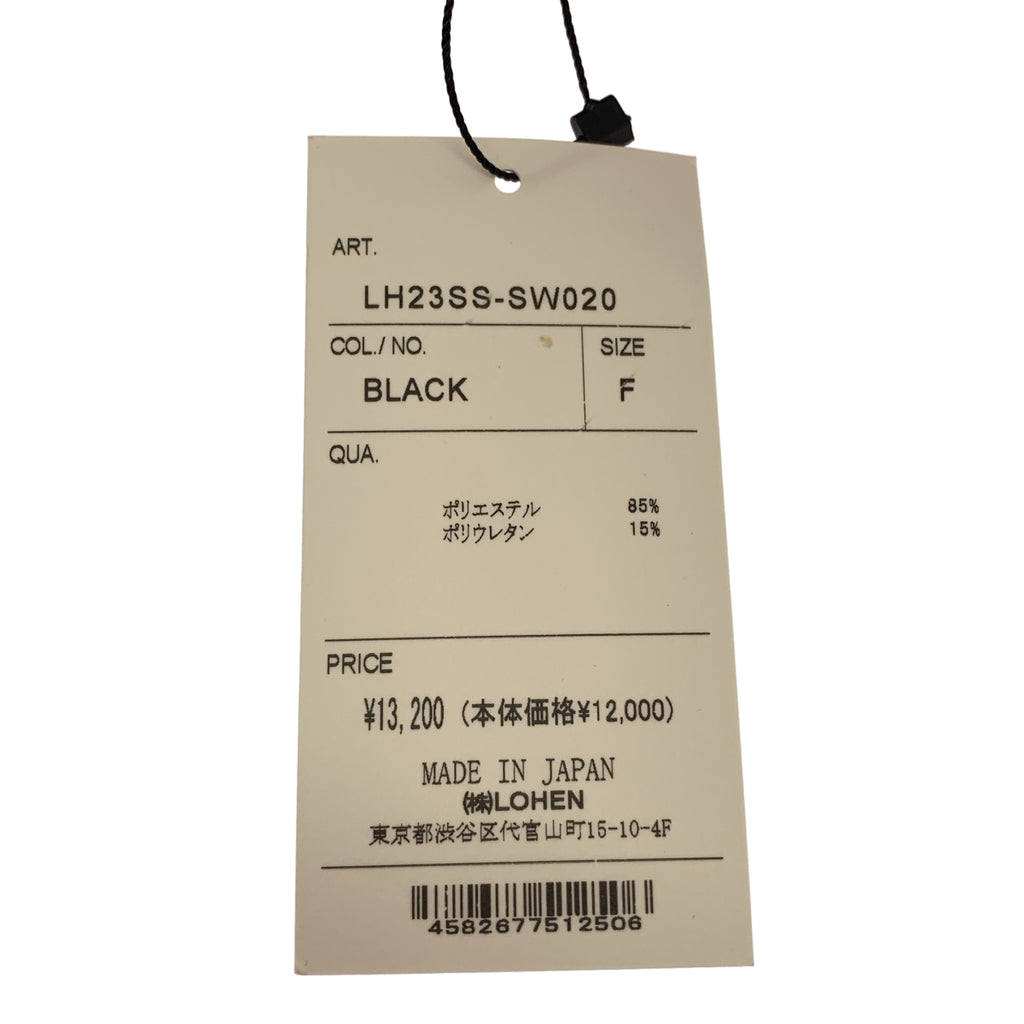 ART.
LH23SS-SW020
COL./ NO.
SIZE
BLACK
F
QUA.
ポリエステル 85%
ポリウレタン 15%
PRICE
¥13,200 (本体価格¥12,000)
MADE IN JAPAN
㈱LOHEN
東京都渋谷区代官山町15-10-4F
4582677512506